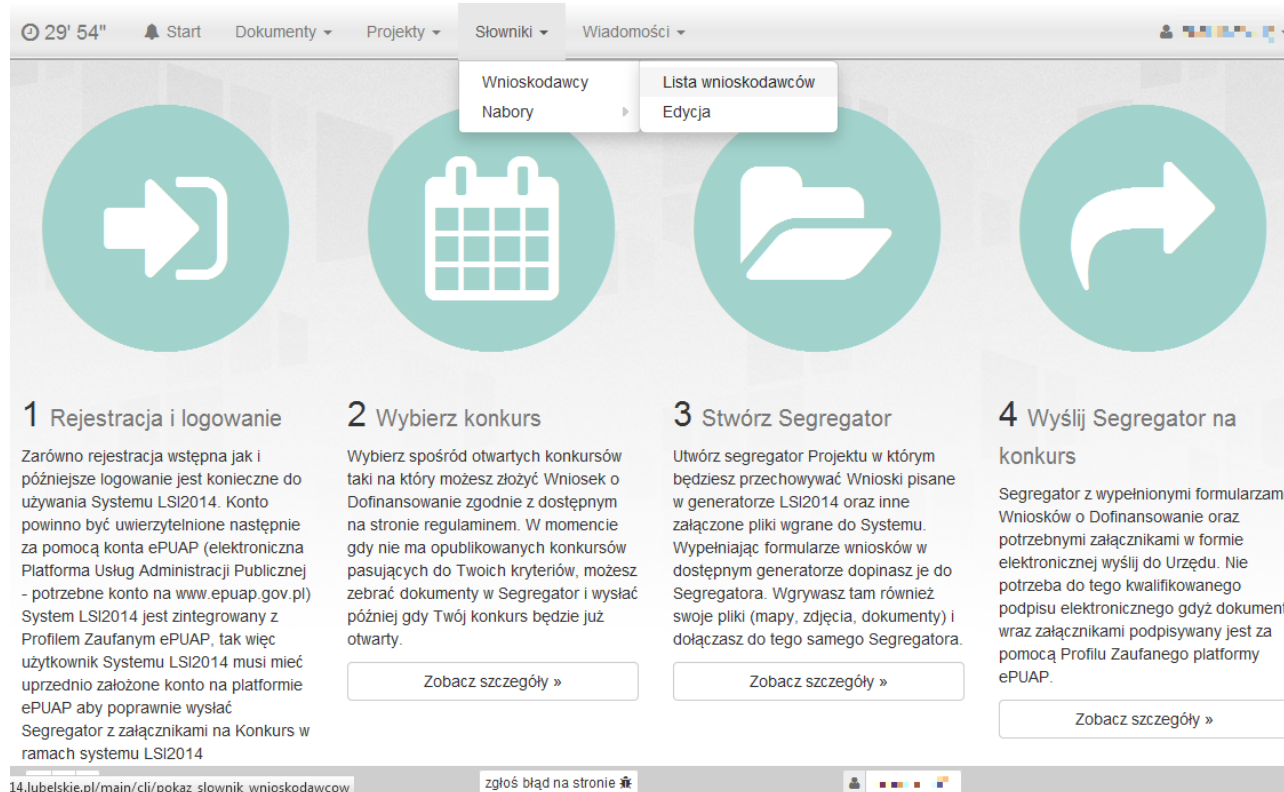 29' 54" Start Dokumenty Projekty Słowniki Wiadomości
Wnioskodawcy
Nabory
Lista wnioskodawców
Edycja
1 Rejestracja i logowanie
Zarówno rejestracja wstępna jak i
późniejsze logowanie jest konieczne do
używania Systemu LSI2014. Konto
powinno być uwierzytelnione następnie
za pomocą konta ePUAP (elektroniczna
Platforma Usług Administracji Publicznej
- potrzebne konto na www.epuap.gov.pl)
System LSI2014 jest zintegrowany z
Profilem Zaufanym ePUAP, tak więc
użytkownik Systemu LSI2014 musi mieć
uprzednio założone konto na platformie
ePUAP aby poprawnie wysłać
Segregator z załącznikami na Konkurs w
ramach systemu LSI2014
2 Wybierz konkurs
Wybierz spośród otwartych konkursów
taki na który możesz złożyć Wniosek o
Dofinansowanie zgodnie z dostępnym
na stronie regulaminem. W momencie
gdy nie ma opublikowanych konkursów
pasujących do Twoich kryteriów, możesz
zebrać dokumenty w Segregator i wysłać
później gdy Twój konkurs będzie już
otwarty.
Zobacz szczegóły »
3 Stwórz Segregator
Utwórz segregator Projektu w którym
będziesz przechowywać Wnioski pisane
w generatorze LSI2014 oraz inne
załączone pliki wgrane do Systemu.
Wypełniając formularze wniosków w
dostępnym generatorze dopinasz je do
Segregatora. Wgrywasz tam również
swoje pliki (mapy, zdjęcia, dokumenty) i
dołączasz do tego samego Segregatora.
Zobacz szczegóły »
4 Wyślij Segregator na
konkurs
Segregator z wypełnionymi formularzam
Wniosków o Dofinansowanie oraz
potrzebnymi załącznikami w formie
elektronicznej wyślij do Urzędu. Nie
potrzeba do tego kwalifikowanego
podpisu elektronicznego gdyż dokument
wraz załącznikami podpisywany jest za
pomocą Profilu Zaufanego platformy
ePUAP.
Zobacz szczegóły »
14.lubelskie.pl/main/cli/pokaz_slownik_wnioskodawcow
zgłoś błąd na stronie